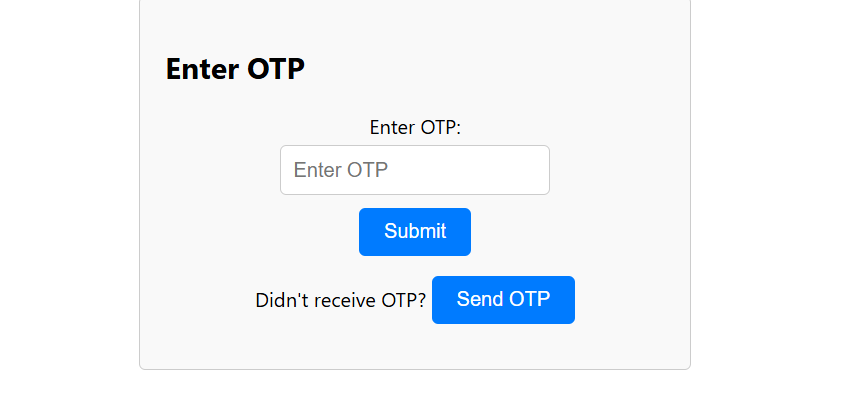 Enter OTP
Enter OTP:
Enter OTP
Submit
Didn't receive OTP? Send OTP